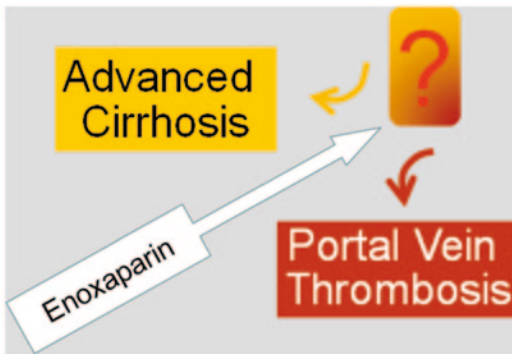 Advanced
Cirrhosis
?
Enoxaparin
Portal Vein
Thrombosis